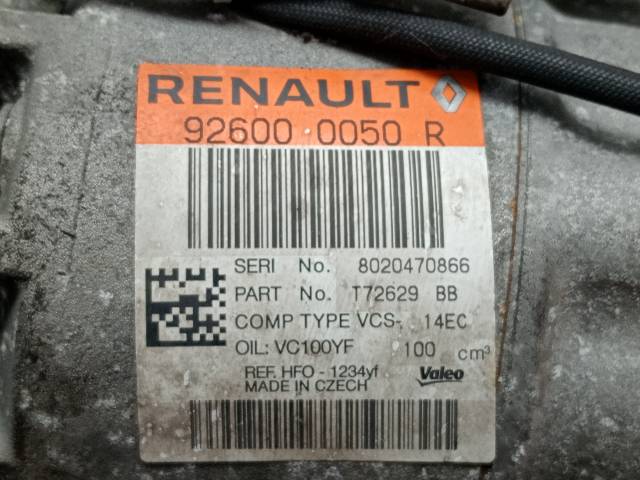 RENAULT
92600 0050 R
SERI No. 8020470866
PART No. T72629 BB
COMP TYPE VCS- 14EC
OIL: VC100YF 100 cm³
REF. HFO - 1234yf
MADE IN CZECH
Valeo